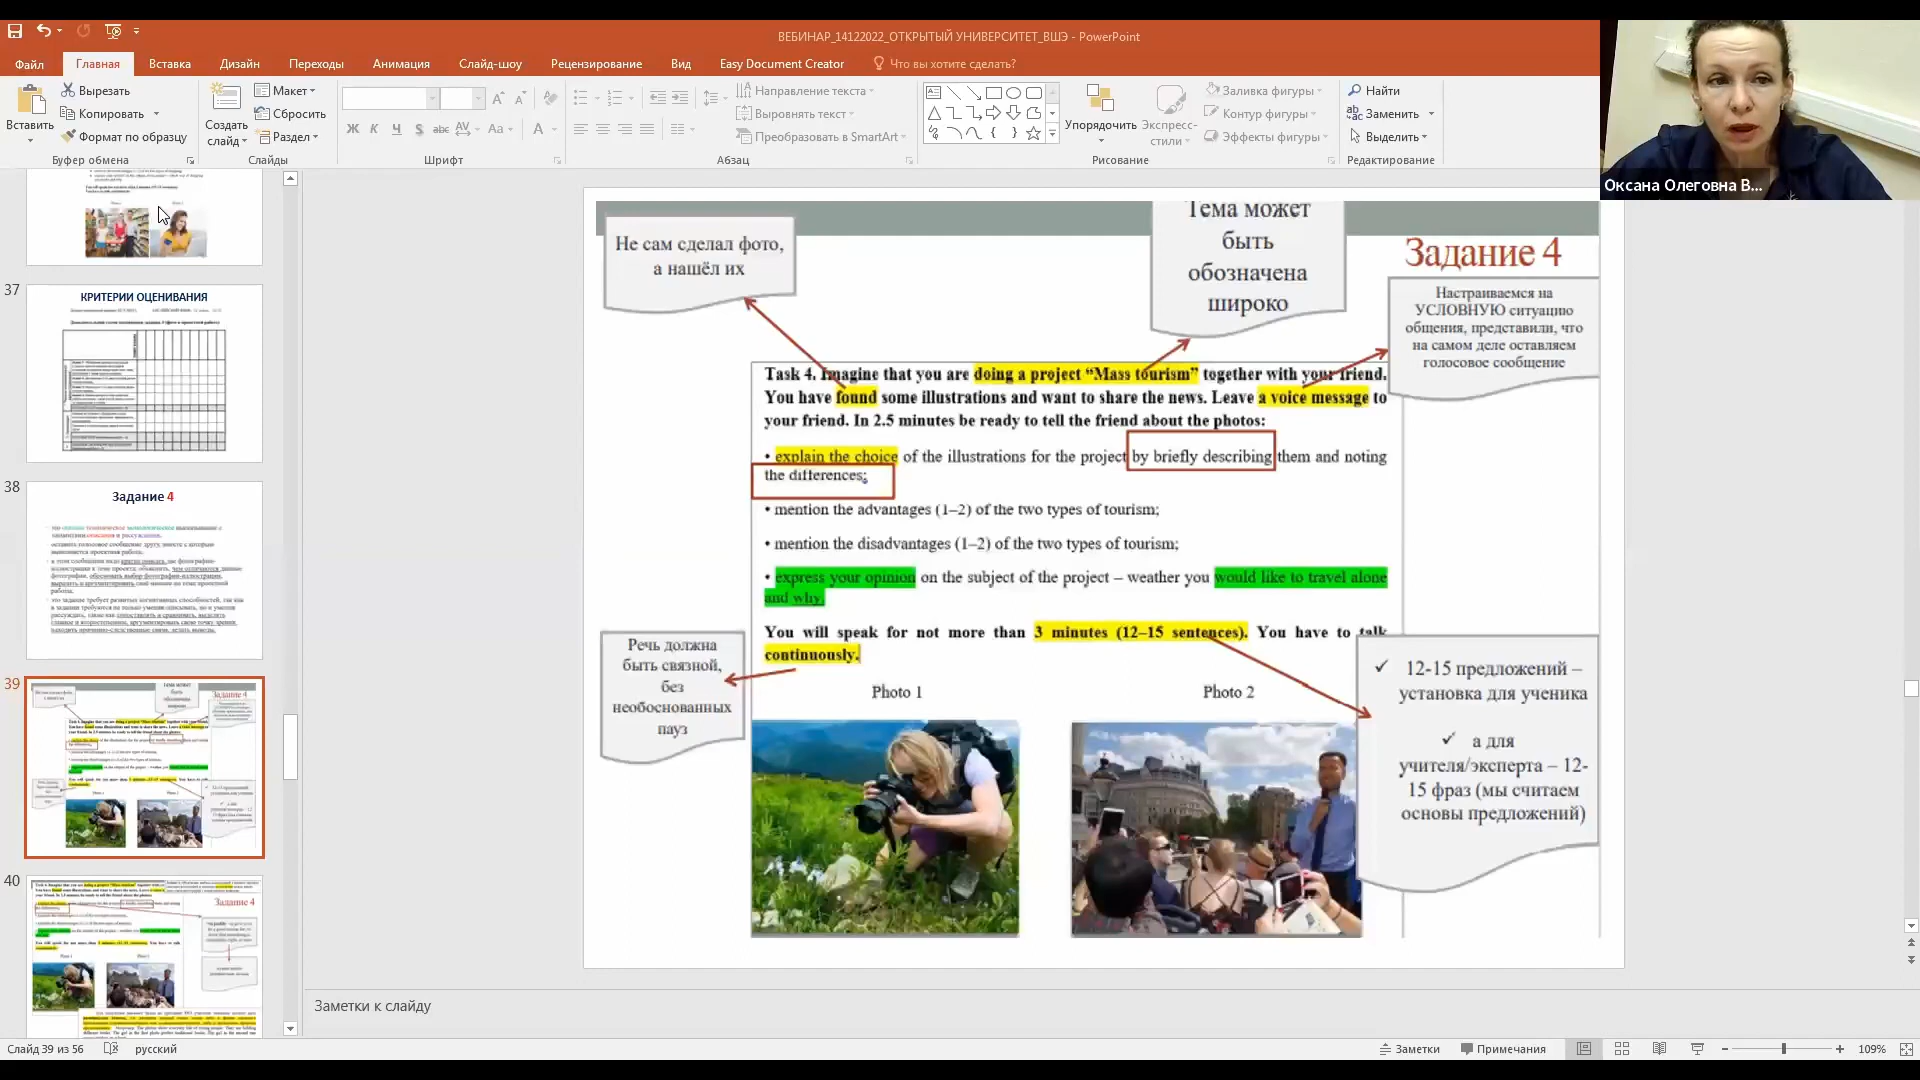 ВЕБИНАР_14122022_ОТКРЫТЫЙ УНИВЕРСИТЕТ_ВШЭ - PowerPoint
Файл
Главная
Вставка
Дизайн
Переходы
Анимация
Слайд-шоу
Рецензирование
Вид
Easy Document Creator
Что вы хотите сделать?
Вставить
Вырезать
Копировать
Формат по образцу
Буфер обмена
Создать
слайд
Макет
Сбросить
Раздел
Слайды
Ж К Ч S abc AV Aa A
Шрифт
Направление текста
Выровнять текст
Преобразовать в SmartArt
Абзац
Упорядочить
Экспресс-
стили
Заливка фигуры
Контур фигуры
Эффекты фигуры
Рисование
Найти
Заменить
Выделить
Редактирование
Оксана Олеговна В...
37
КРИТЕРИИ ОЦЕНИВАНИЯ
38
Задание 4
39
40
Задание 4
Не сам сделал фото,
а нашёл их
Тема может
быть
обозначена
широко
Задание 4
Настраиваемся на
УСЛОВНУЮ ситуацию
общения, представили, что
на самом деле оставляем
голосовое сообщение
Task 4. Imagine that you are doing a project “Mass tourism” together with your friend.
You have found some illustrations and want to share the news. Leave a voice message to
your friend. In 2.5 minutes be ready to tell the friend about the photos:
• explain the choice of the illustrations for the project by briefly describing them and noting
the differences;
• mention the advantages (1–2) of the two types of tourism;
• mention the disadvantages (1–2) of the two types of tourism;
• express your opinion on the subject of the project – weather you would like to travel alone
and why.
You will speak for not more than 3 minutes (12–15 sentences). You have to talk
continuously.
Речь должна
быть связной,
без
необоснованных
пауз
Photo 1
Photo 2
✓ 12-15 предложений –
установка для ученика
✓ а для
учителя/эксперта – 12-
15 фраз (мы считаем
основы предложений)
Заметки к слайду
Слайд 39 из 56
русский
Заметки
Примечания
109%